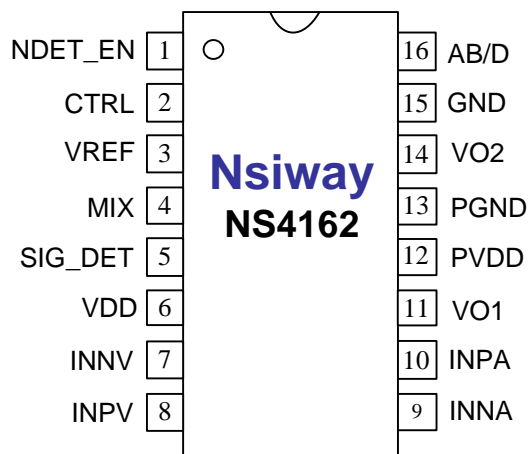 NDET_EN 1 16 AB/D
CTRL 2 15 GND
VREF 3 14 VO2
Nsiway
MIX 4 13 PGND
NS4162
SIG_DET 5 12 PVDD
VDD 6 11 VO1
INNV 7 10 INPA
INPV 8 9 INNA